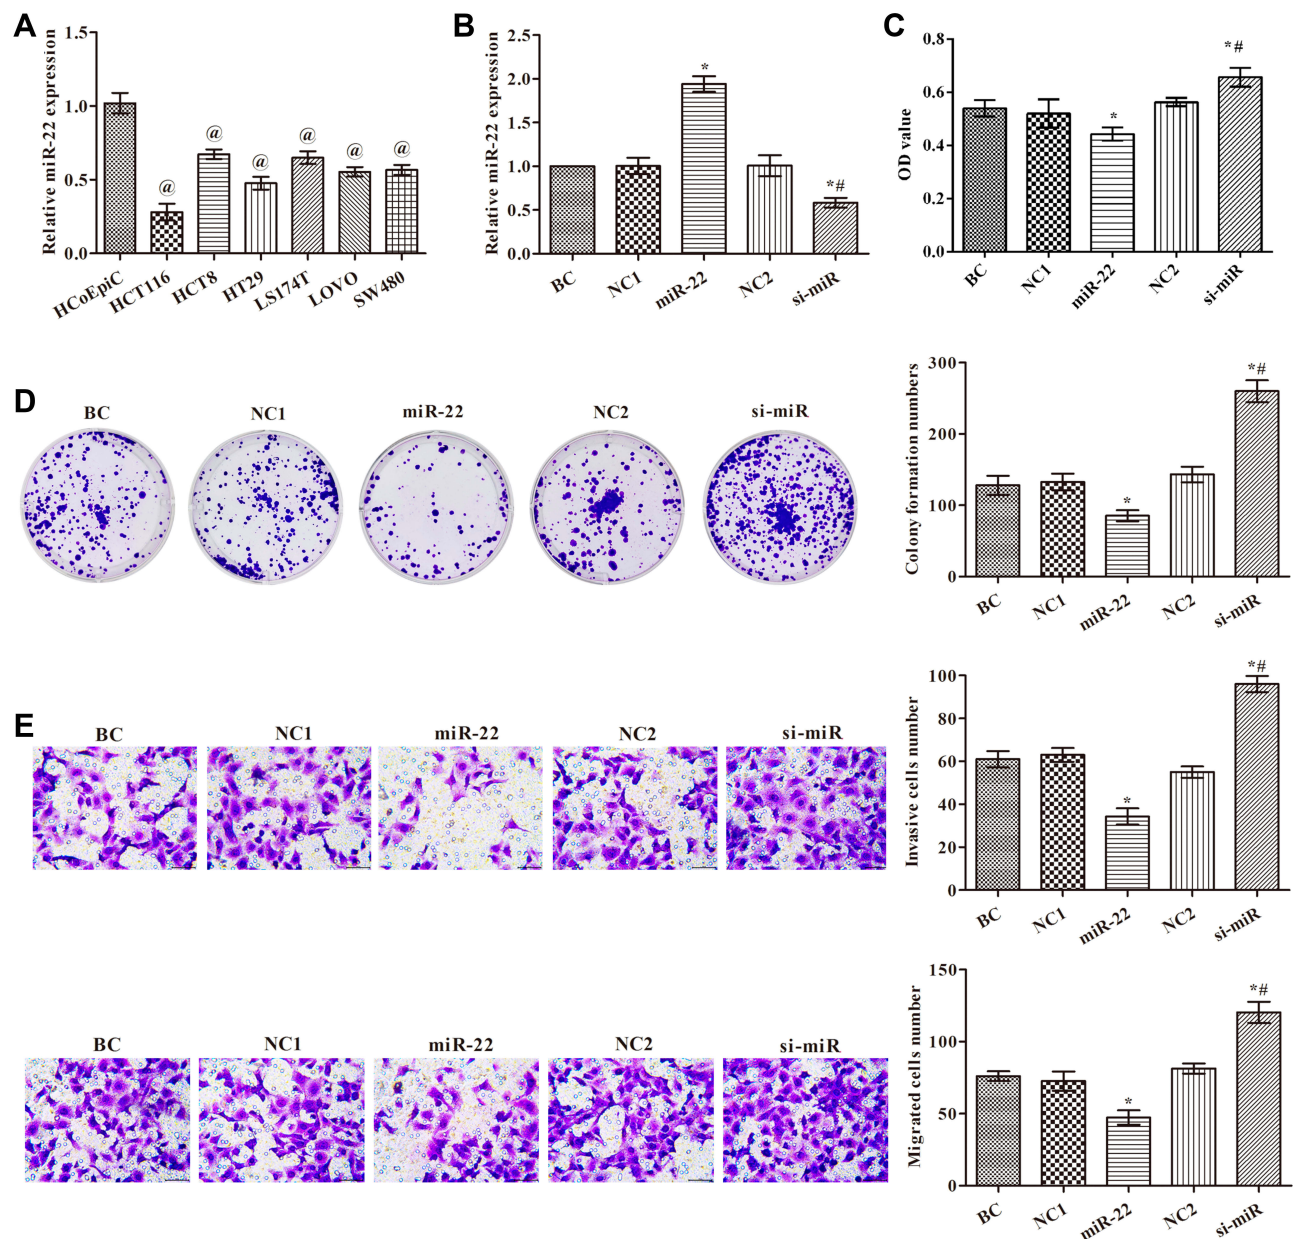 A
Relative miR-22 expression
1.5
1.0
0.5
0.0
@
@
@
@
@
@
HCoEpiC
HCT116
HCT8
HT29
LS174T
LOVO
SW480
B
Relative miR-22 expression
2.5
2.0
1.5
1.0
0.5
0.0
*
*#
BC
NC1
miR-22
NC2
si-miR
C
OD value
0.8
0.6
0.4
0.2
0.0
*
*#
BC
NC1
miR-22
NC2
si-miR
D
BC
NC1
miR-22
NC2
si-miR
Colony formation numbers
300
200
100
0
*
*#
BC
NC1
miR-22
NC2
si-miR
E
BC
NC1
miR-22
NC2
si-miR
Invasive cells number
100
80
60
40
20
0
*
*#
BC
NC1
miR-22
NC2
si-miR
BC
NC1
miR-22
NC2
si-miR
Migrated cells number
150
100
50
0
*
*#
BC
NC1
miR-22
NC2
si-miR